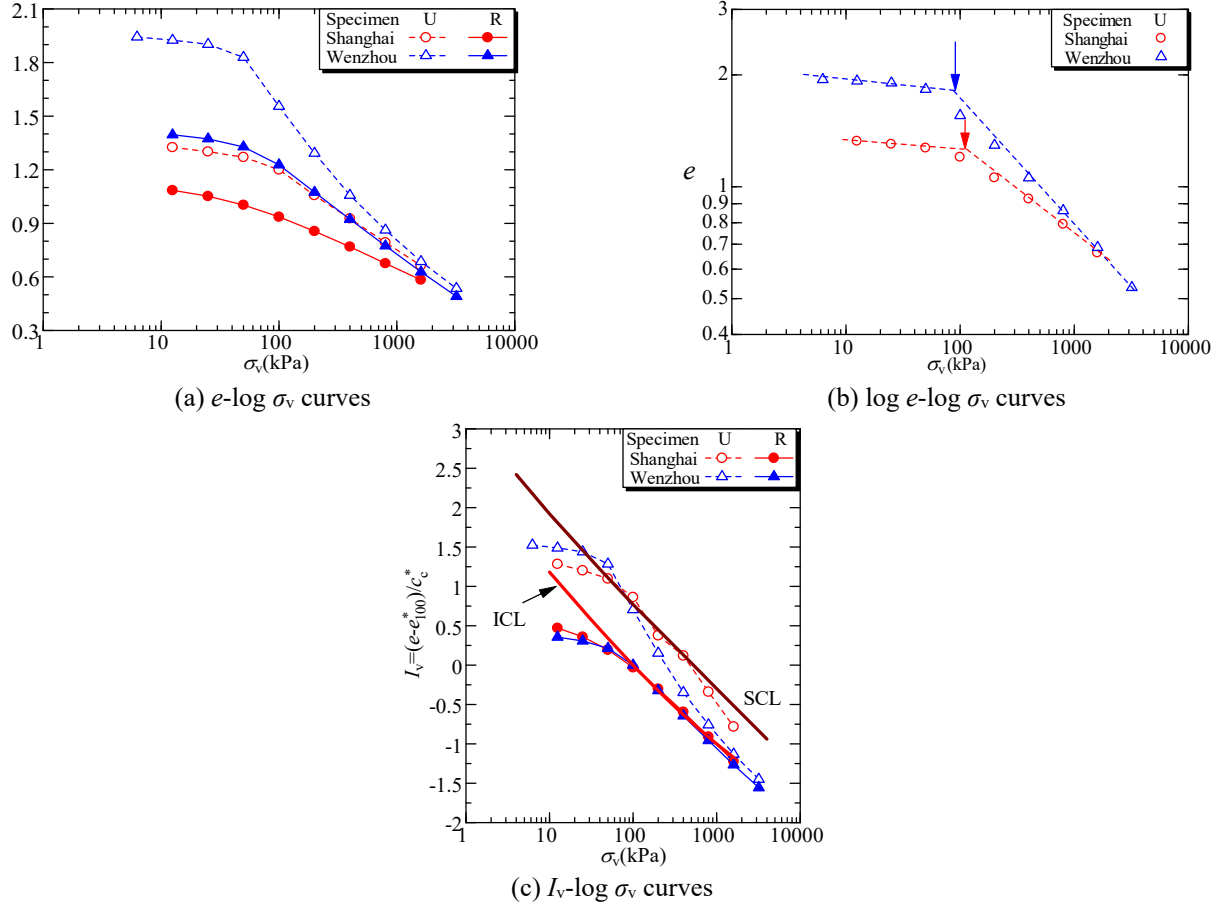 Specimen U R
Shanghai
Wenzhou
2.1
1.8
1.5
1.2
0.9
0.6
0.3
1 10 100 1000 10000
σv(kPa)
(a) e-log σv curves
e
Specimen U
Shanghai
Wenzhou
2
e
1
0.9
0.8
0.7
0.6
0.5
0.4
1 10 100 1000 10000
σv(kPa)
(b) log e-log σv curves
Specimen U R
Shanghai
Wenzhou
3
2.5
2
1.5
1
0.5
0
-0.5
-1
-1.5
-2
Iv=(e-e*100)/c*c
ICL
SCL
1 10 100 1000 10000
σv(kPa)
(c) Iv-log σv curves